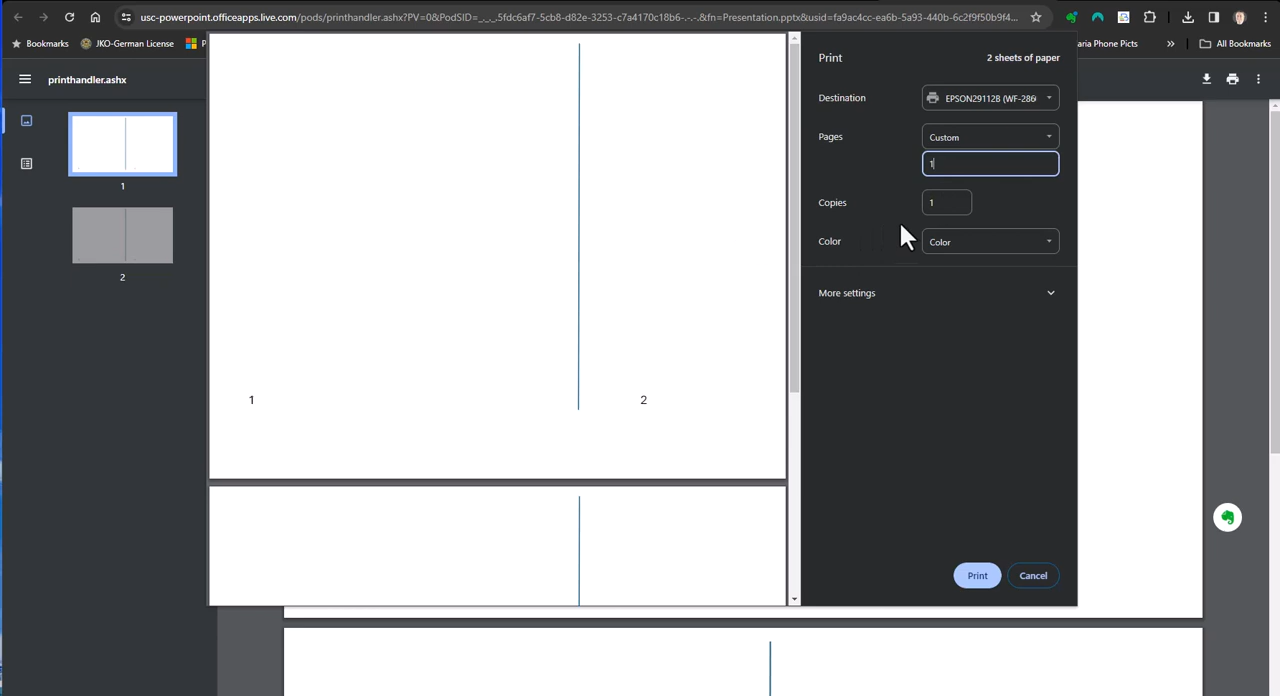 usc-powerpoint.officeapps.live.com/pods/printhandler.ashx?PV=0&PodSID=_._._.5fdc6af7-5cb8-d82e-3253-c7a4170c18b6-.-.-.&fn=Presentation.pptx&usid=fa9ac4cc-ea6b-5a93-440b-6c2f9f50b9f4...
Bookmarks JKO-German License P aria Phone Picts » All Bookmarks
printhandler.ashx
1
2
1 2
Print 2 sheets of paper
Destination EPSON29112B (WF-286
Pages Custom
1
Copies 1
Color Color
More settings
Print Cancel